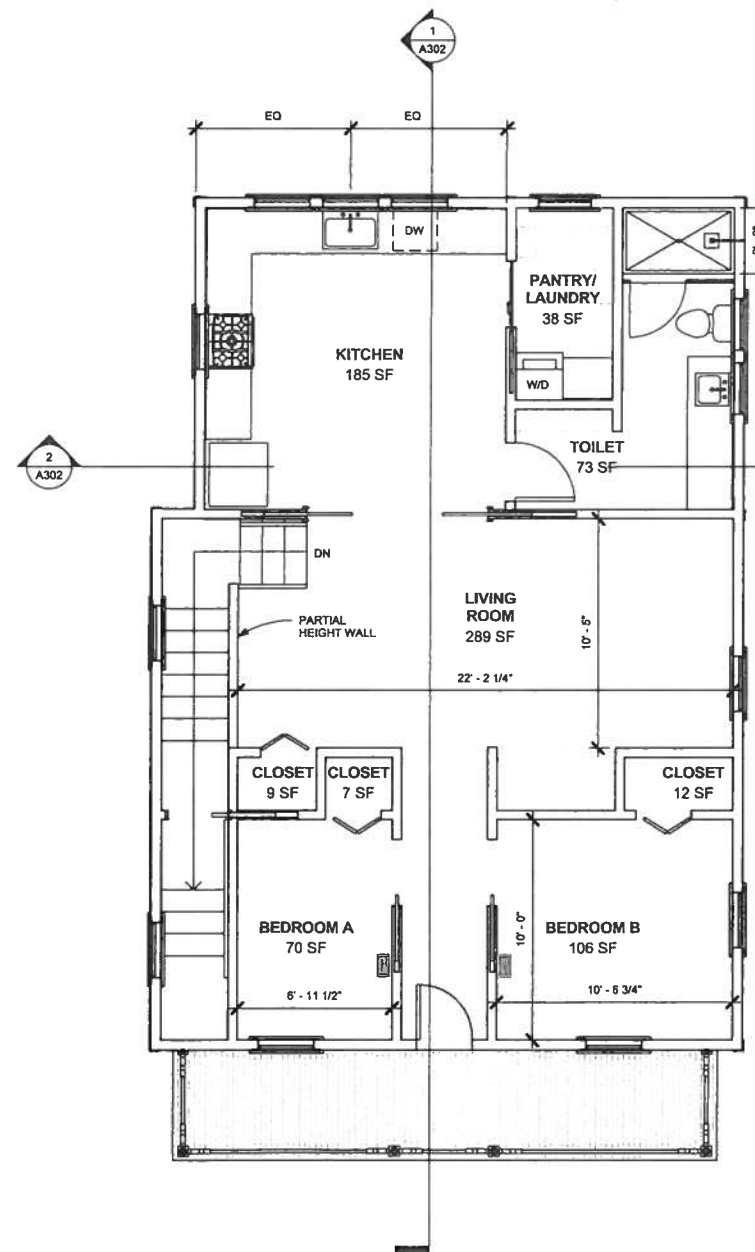 1
A302
EQ
EQ
DW
PANTRY/
LAUNDRY
38 SF
KITCHEN
185 SF
W/D
2
A302
TOILET
73 SF
DN
LIVING
ROOM
289 SF
PARTIAL
HEIGHT WALL
10' - 5"
22' - 2 1/4"
CLOSET
9 SF
CLOSET
7 SF
CLOSET
12 SF
BEDROOM A
70 SF
10' - 0"
BEDROOM B
106 SF
6' - 11 1/2"
10' - 6 3/4"